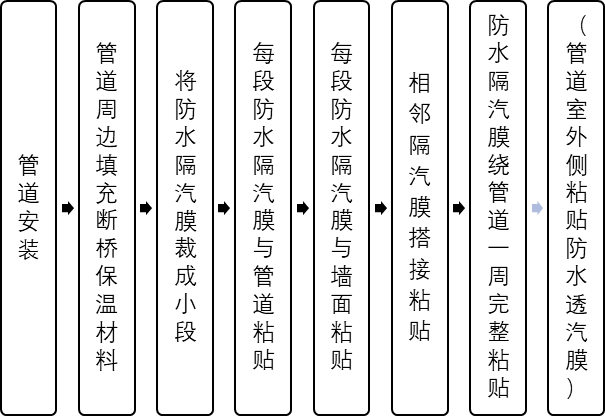 管道安装
管道周边填充断桥保温材料
将防水隔汽膜裁成小段
每段防水隔汽膜与管道粘贴
每段防水隔汽膜与墙面粘贴
相邻隔汽膜搭接粘贴
防水隔汽膜绕管道一周完整粘贴
（管道室外侧粘贴防水透汽膜）